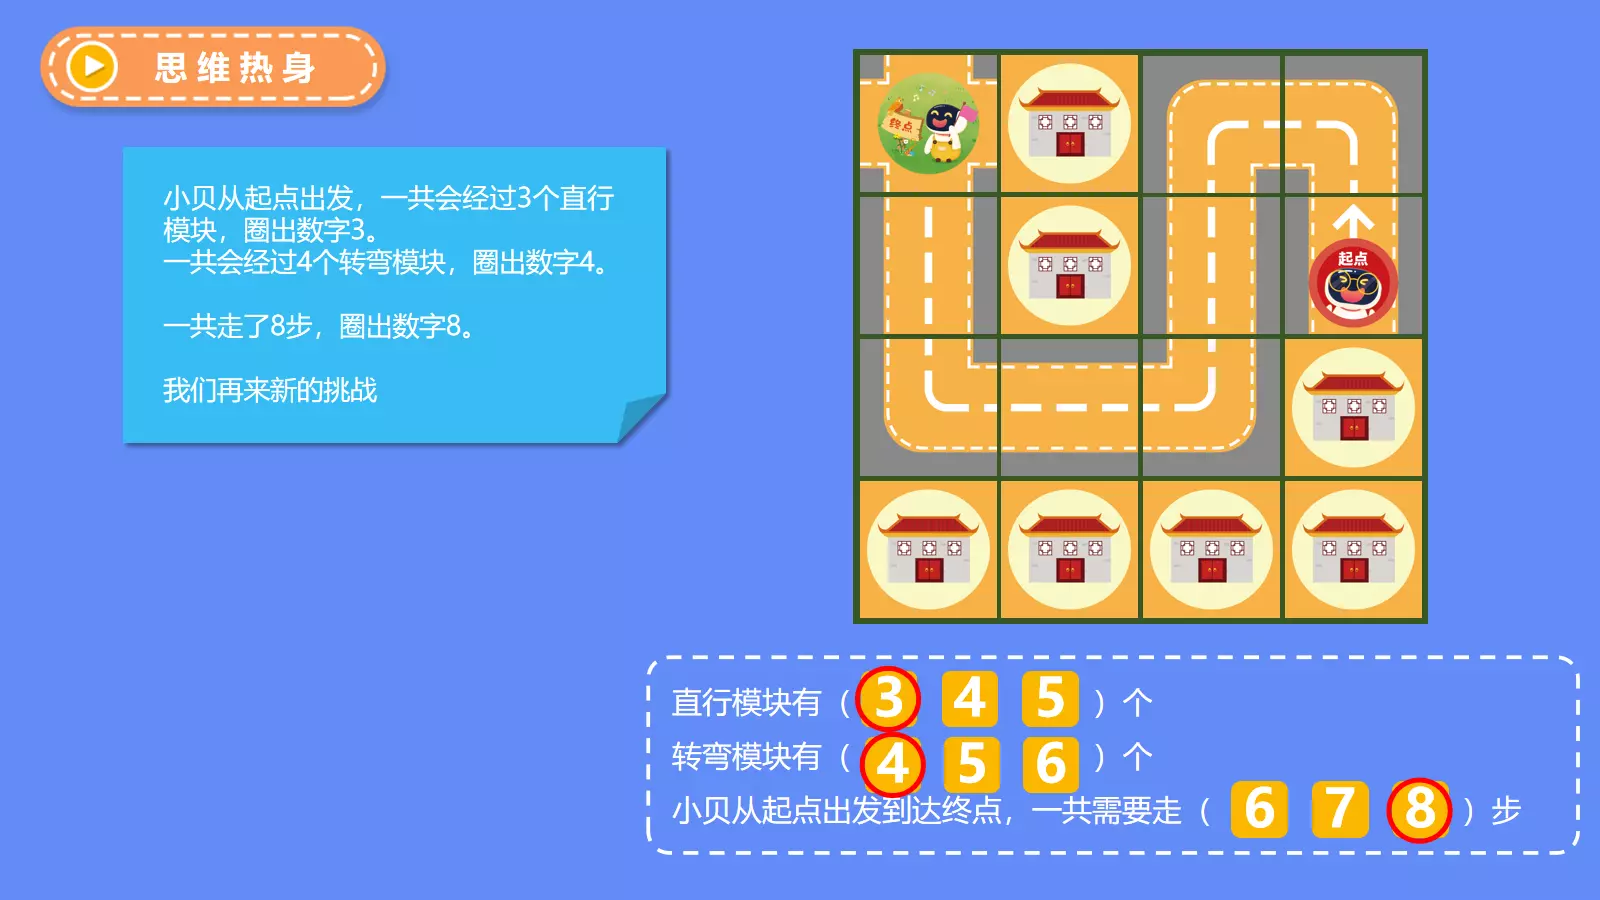 思维热身
小贝从起点出发，一共会经过3个直行
模块，圈出数字3。
一共会经过4个转弯模块，圈出数字4。
一共走了8步，圈出数字8。
我们再来新的挑战
终点
起点
直行模块有（ 3 4 5 ）个
转弯模块有（ 4 5 6 ）个
小贝从起点出发到达终点，一共需要走（ 6 7 8 ）步